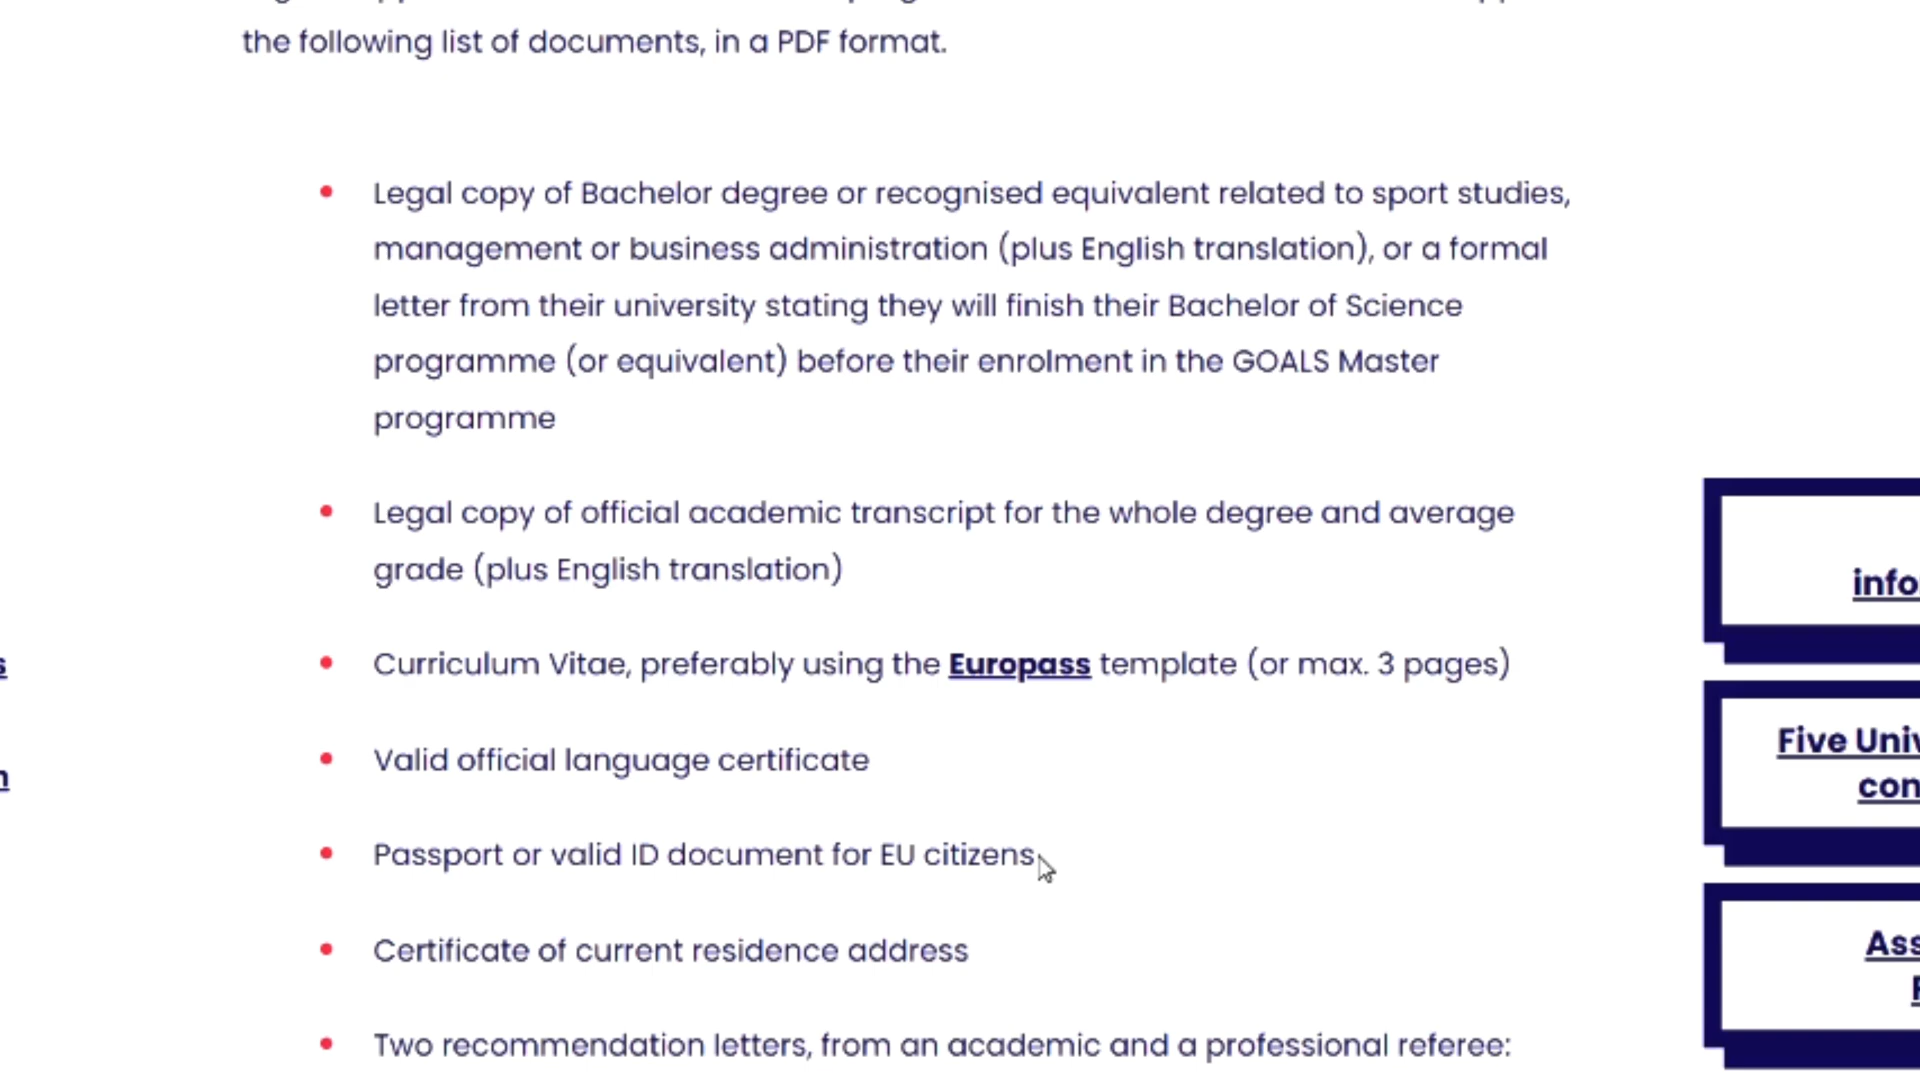 the following list of documents, in a PDF format.
Legal copy of Bachelor degree or recognised equivalent related to sport studies,
management or business administration (plus English translation), or a formal
letter from their university stating they will finish their Bachelor of Science
programme (or equivalent) before their enrolment in the GOALS Master
programme
Legal copy of official academic transcript for the whole degree and average
grade (plus English translation)
Curriculum Vitae, preferably using the Europass template (or max. 3 pages)
Valid official language certificate
Passport or valid ID document for EU citizens
Certificate of current residence address
Two recommendation letters, from an academic and a professional referee:
Five